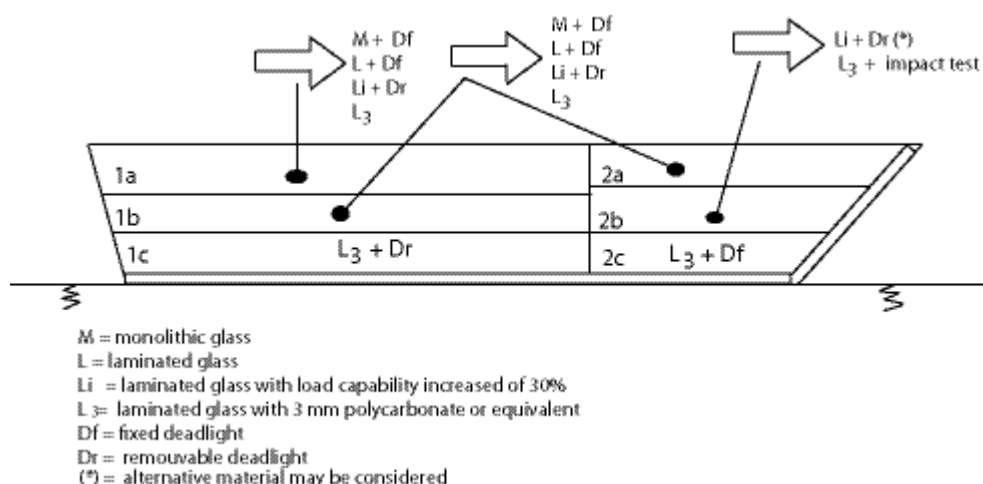 M + Df
L + Df
Li + Dr
L3
M + Df
L + Df
Li + Dr
L3
Li + Dr (*)
L3 + impact test
1a
2a
1b
2b
1c
L3 + Dr
2c
L3 + Df
M = monolithic glass
L = laminated glass
Li = laminated glass with load capability increased of 30%
L3= laminated glass with 3 mm polycarbonate or equivalent
Df = fixed deadlight
Dr = remouvable deadlight
(*) = alternative material may be considered